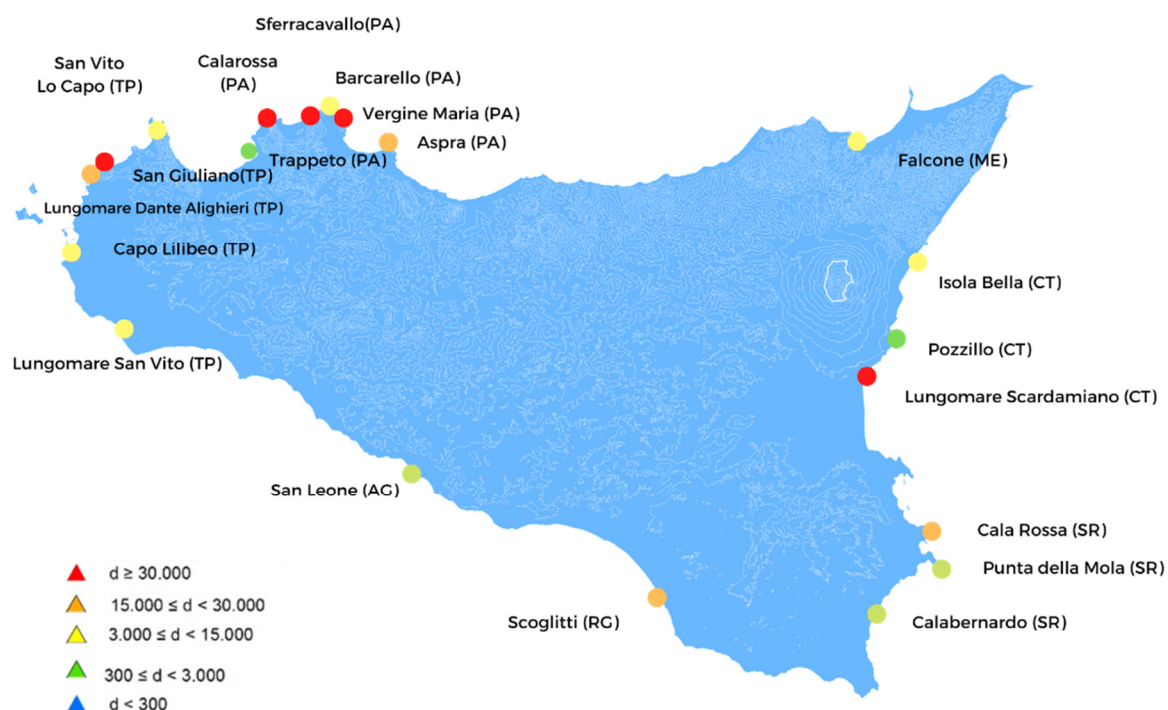 Sferracavallo(PA)
San Vito
Lo Capo (TP)
Calarossa
(PA)
Barcarello (PA)
Vergine Maria (PA)
Aspra (PA)
Trappeto (PA)
San Giuliano(TP)
Falcone (ME)
Lungomare Dante Alighieri (TP)
Capo Lilibeo (TP)
Isola Bella (CT)
Pozzillo (CT)
Lungomare San Vito (TP)
Lungomare Scardamiano (CT)
San Leone (AG)
Cala Rossa (SR)
Punta della Mola (SR)
Scoglitti (RG)
Calabernardo (SR)
d ≥ 30.000
15.000 ≤ d < 30.000
3.000 ≤ d < 15.000
300 ≤ d < 3.000
d < 300